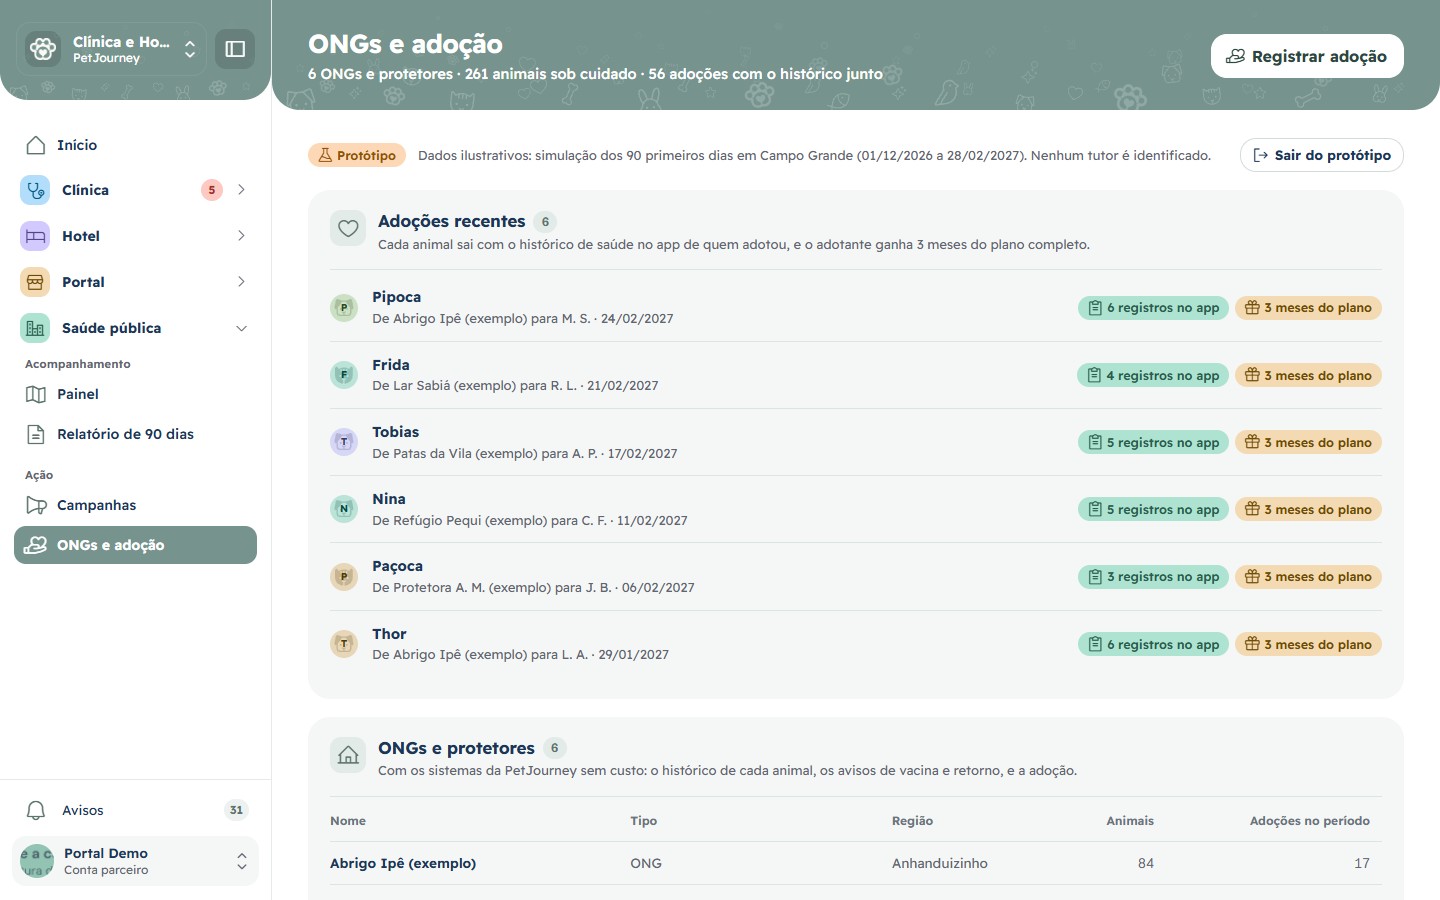 Clínica e Ho...
PetJourney
Início
Clínica
5
Hotel
Portal
Saúde pública
Acompanhamento
Painel
Relatório de 90 dias
Ação
Campanhas
ONGs e adoção
Avisos
31
Portal Demo
Conta parceiro
ONGs e adoção
6 ONGs e protetores · 261 animais sob cuidado · 56 adoções com o histórico junto
Registrar adoção
Protótipo
Dados ilustrativos: simulação dos 90 primeiros dias em Campo Grande (01/12/2026 a 28/02/2027). Nenhum tutor é identificado.
Sair do protótipo
Adoções recentes 6
Cada animal sai com o histórico de saúde no app de quem adotou, e o adotante ganha 3 meses do plano completo.
P
Pipoca
De Abrigo Ipê (exemplo) para M. S. · 24/02/2027
6 registros no app
3 meses do plano
F
Frida
De Lar Sabiá (exemplo) para R. L. · 21/02/2027
4 registros no app
3 meses do plano
T
Tobias
De Patas da Vila (exemplo) para A. P. · 17/02/2027
5 registros no app
3 meses do plano
N
Nina
De Refúgio Pequi (exemplo) para C. F. · 11/02/2027
5 registros no app
3 meses do plano
P
Paçoca
De Protetora A. M. (exemplo) para J. B. · 06/02/2027
3 registros no app
3 meses do plano
T
Thor
De Abrigo Ipê (exemplo) para L. A. · 29/01/2027
6 registros no app
3 meses do plano
ONGs e protetores 6
Com os sistemas da PetJourney sem custo: o histórico de cada animal, os avisos de vacina e retorno, e a adoção.
Nome Tipo Região Animais Adoções no período
Abrigo Ipê (exemplo) ONG Anhanduizinho 84 17